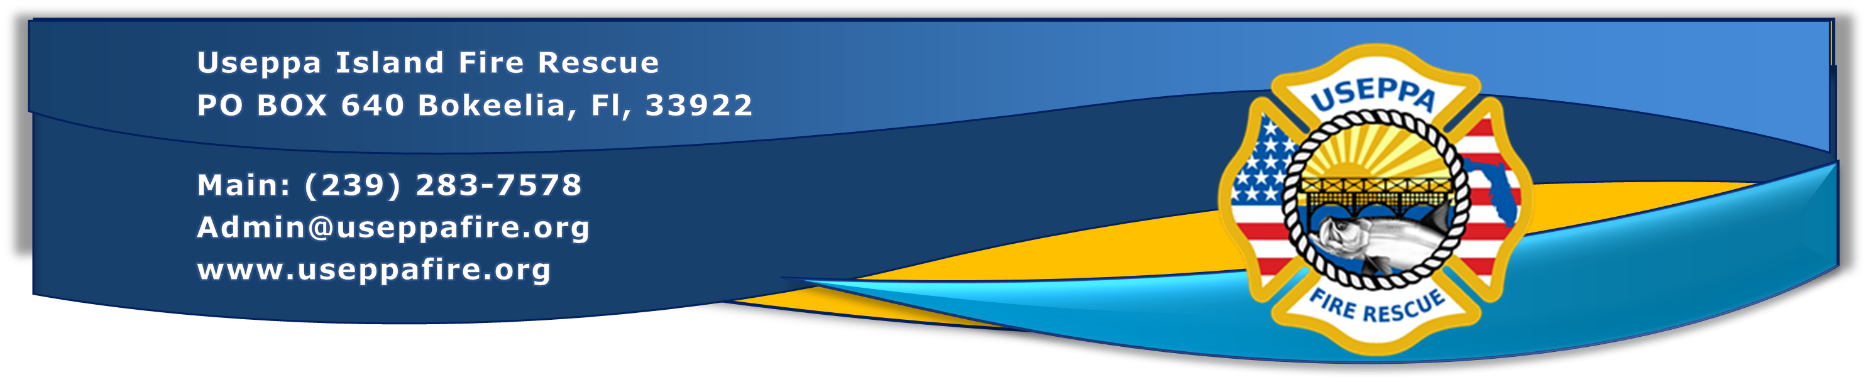 Useppa Island Fire Rescue
PO BOX 640 Bokeelia, Fl, 33922
Main: (239) 283-7578
Admin@useppafire.org
www.useppafire.org
USEPPA
FIRE RESCUE